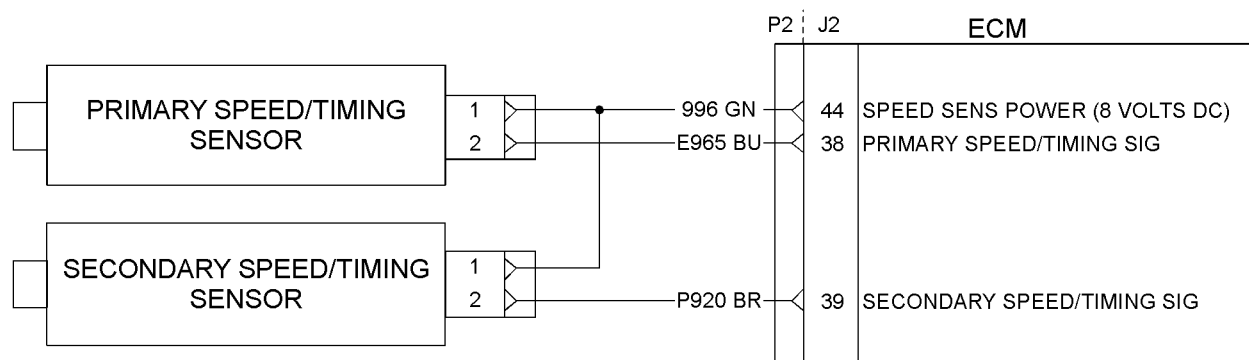 P2 J2 ECM
PRIMARY SPEED/TIMING
SENSOR
1
2
996 GN
E965 BU
44 SPEED SENS POWER (8 VOLTS DC)
38 PRIMARY SPEED/TIMING SIG
SECONDARY SPEED/TIMING
SENSOR
1
2
P920 BR
39 SECONDARY SPEED/TIMING SIG